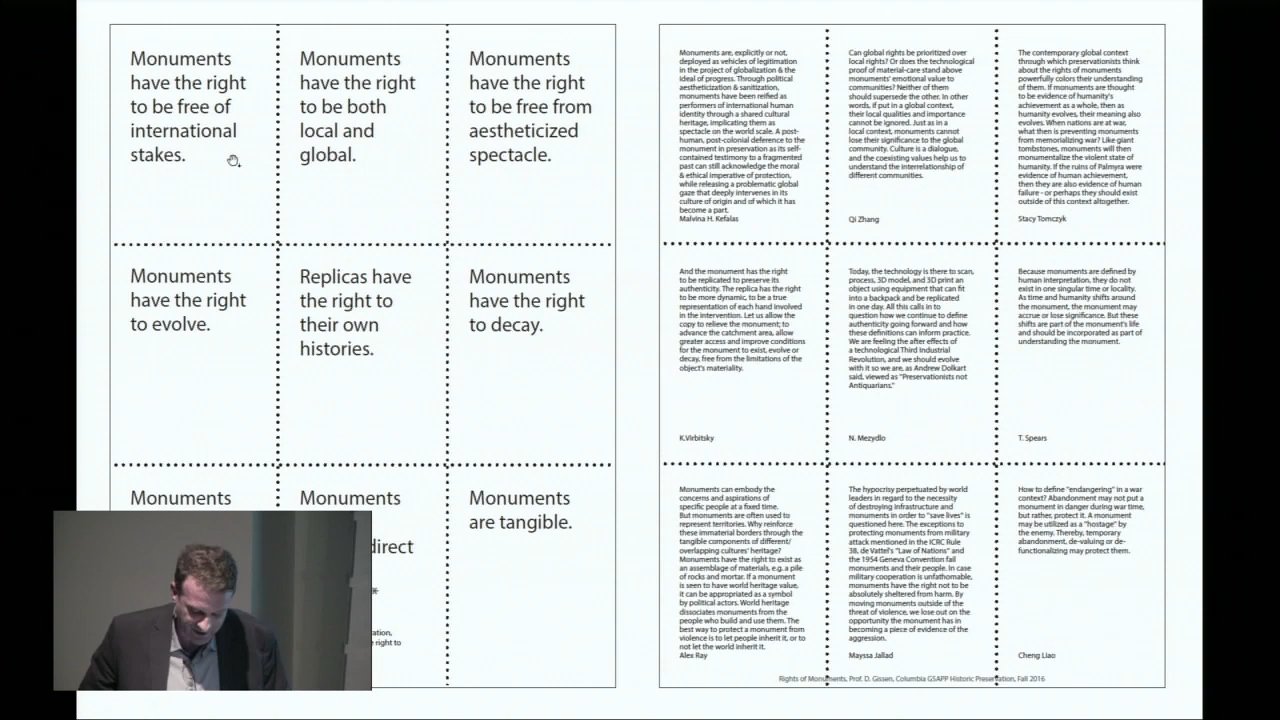 Monuments
have the right
to be free of
international
stakes.
Monuments
have the right
to be both
local and
global.
Monuments
have the right
to be free from
aestheticized
spectacle.
Monuments
have the right
to evolve.
Replicas have
the right to
their own
histories.
Monuments
have the right
to decay.
Monuments
Monuments
direct
*
ation,
e right to
Monuments
are tangible.
Monuments are, explicitly or not,
deployed as vehicles of legitimation
in the project of globalization & the
ideal of progress. Through political
aestheticization & sanitization,
monuments have been reified as
performers of international human
identity through a shared cultural
heritage, implicating them as
spectacle on the world scale. A post-
human, post-colonial deference to the
monument in preservation as its self-
contained testimony to a fragmented
past can still acknowledge the moral
& ethical imperative of protection,
while releasing a problematic global
gaze that deeply intervenes in its
culture of origin and of which it has
become a part.
Malvina H. Kefalas
Can global rights be prioritized over
local rights? Or does the technological
proof of material-care stand above
monuments' emotional value to
communities? Neither of them
should supercede the other. In other
words, if put in a global context,
their local qualities and importance
cannot be ignored. Just as in a
local context, monuments cannot
lose their significance to the global
community. Culture is a dialogue,
and the coexisting values help us to
understand the interrelationship of
different communities.
Qi Zhang
The contemporary global context
through which preservationists think
about the rights of monuments
powerfully colors their understanding
of them. If monuments are thought
to be evidence of humanity's
achievement as a whole, then as
humanity evolves, their meaning also
evolves. When nations are at war,
what then is preventing monuments
from memorializing war? Like giant
tombstones, monuments will then
monumentalize the violent state of
humanity. If the ruins of Palmyra were
evidence of human achievement,
then they are also evidence of human
failure - or perhaps they should exist
outside of this context altogether.
Stacy Tomczyk
And the monument has the right
to be replicated to preserve its
authenticity. The replica has the right
to be more dynamic, to be a true
representation of each hand involved
in the intervention. Let us allow the
copy to relieve the monument; to
advance the catchment area, allow
greater access and improve conditions
for the monument to exist, evolve or
decay, free from the limitations of the
object's materiality.
K.Virbitsky
Today, the technology is there to scan,
process, 3D model, and 3D print an
object using equipment that can fit
into a backpack and be replicated
in one day. All this calls in to
question how we continue to define
authenticity going forward and how
these definitions can inform practice.
We are feeling the after effects of
a technological Third Industrial
Revolution, and we should evolve
with it so we are, as Andrew Dolkart
said, viewed as "Preservationists not
Antiquarians."
N. Mezydlo
Because monuments are defined by
human interpretation, they do not
exist in one singular time or locality.
As time and humanity shifts around
the monument, the monument may
accrue or lose significance. But these
shifts are part of the monument's life
and should be incorporated as part of
understanding the monument.
T. Spears
Monuments can embody the
concerns and aspirations of
specific people at a fixed time.
But monuments are often used to
represent territories. Why reinforce
these immaterial borders through the
tangible components of different/
overlapping cultures' heritage?
Monuments have the right to exist as
an assemblage of materials, e.g. a pile
of rocks and mortar. If a monument
is seen to have world heritage value,
it can be appropriated as a symbol
by political actors. World heritage
dissociates monuments from the
people who build and use them. The
best way to protect a monument from
violence is to let people inherit it, or to
not let the world inherit it.
Alex Ray
The hypocrisy perpetuated by world
leaders in regard to the necessity
of destroying infrastructure and
monuments in order to "save lives" is
questioned here. The exceptions to
protecting monuments from military
attack mentioned in the ICRC Rule
38, de Vattel's "Law of Nations" and
the 1954 Geneva Convention fail
monuments and their people. In case
military cooperation is unfathomable,
monuments have the right not to be
absolutely sheltered from harm. By
moving monuments outside of the
threat of violence, we lose out on the
opportunity the monument has in
becoming a piece of evidence of the
aggression.
Mayssa Jallad
How to define "endangering" in a war
context? Abandonment may not put a
monument in danger during war time,
but rather, protect it. A monument
may be utilized as a "hostage" by
the enemy. Thereby, temporary
abandonment, de-valuing or de-
functionalizing may protect them.
Cheng Liao
Rights of Monuments, Prof. D. Gissen, Columbia GSAPP Historic Preservation, Fall 2016